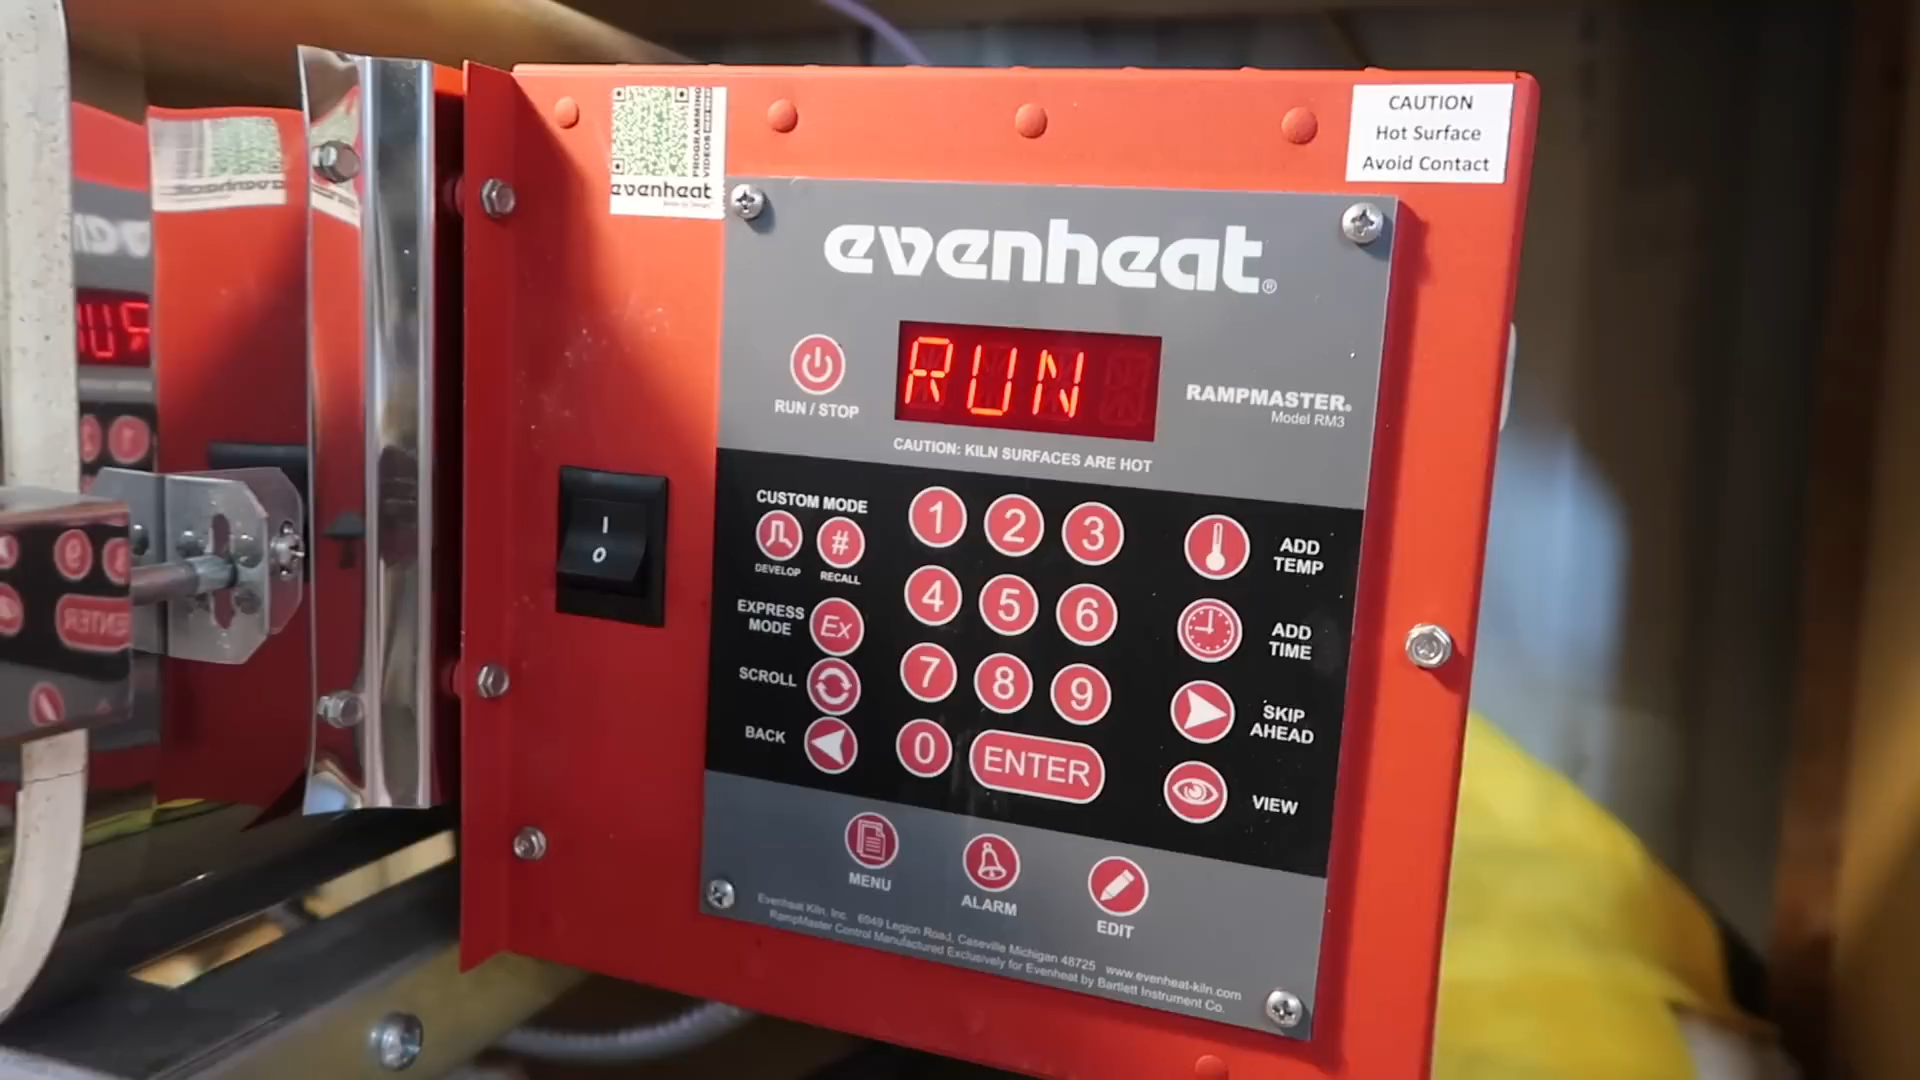 PROGRAMMING
VIDEOS
evenheat
CAUTION
Hot Surface
Avoid Contact
evenheat®
RUN
RUN / STOP
RAMPMASTER®
Model RM3
CAUTION: KILN SURFACES ARE HOT
I
O
CUSTOM MODE
#
DEVELOP
RECALL
EXPRESS
MODE
Ex
SCROLL
BACK
1 2 3
4 5 6
7 8 9
0 ENTER
ADD
TEMP
ADD
TIME
SKIP
AHEAD
VIEW
MENU
ALARM
EDIT
Evenheat Kiln, Inc. 6949 Legion Road, Caseville Michigan 48725 www.evenheat-kiln.com
RampMaster Control Manufactured Exclusively for Evenheat by Bartlett Instrument Co.